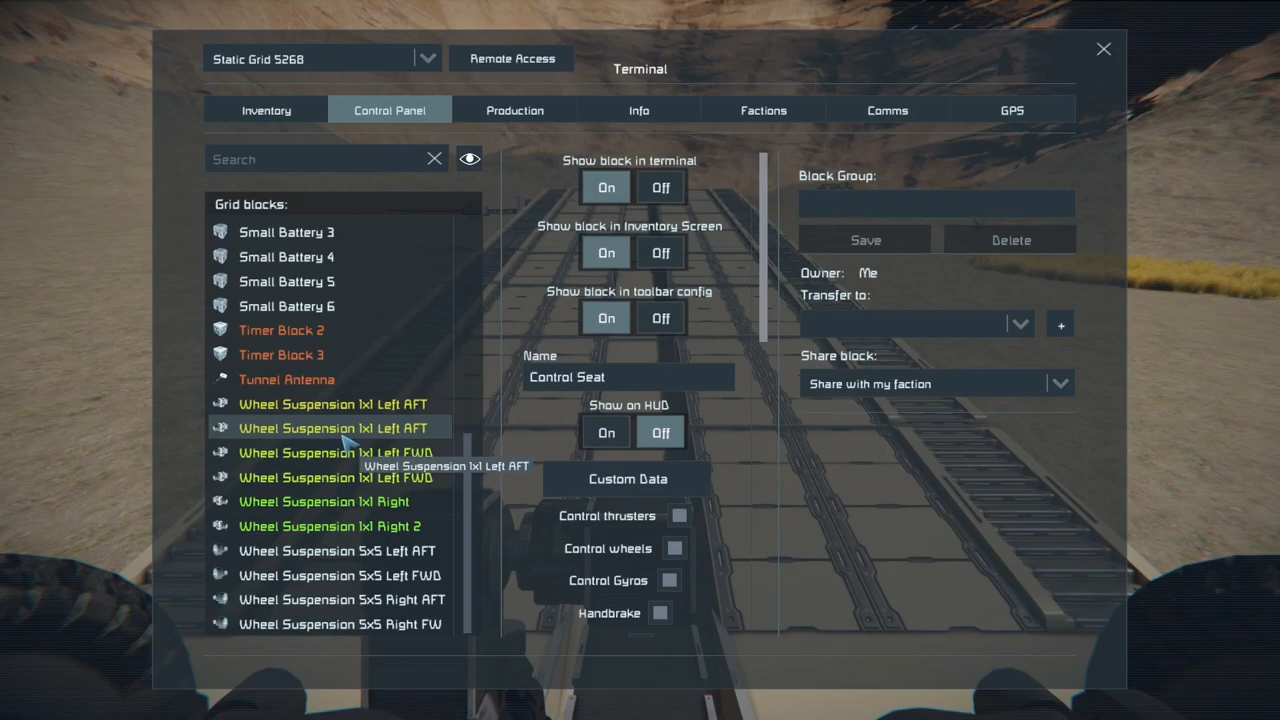 Static Grid 5268
Remote Access
Terminal
Inventory
Control Panel
Production
Info
Factions
Comms
GPS
Search
Grid blocks:
Small Battery 3
Small Battery 4
Small Battery 5
Small Battery 6
Timer Block 2
Timer Block 3
Tunnel Antenna
Wheel Suspension 1x1 Left AFT
Wheel Suspension 1x1 Left AFT
Wheel Suspension 1x1 Left FWD
Wheel Suspension 1x1 Left AFT
Wheel Suspension 1x1 Left FWD
Wheel Suspension 1x1 Right
Wheel Suspension 1x1 Right 2
Wheel Suspension 5x5 Left AFT
Wheel Suspension 5x5 Left FWD
Wheel Suspension 5x5 Right AFT
Wheel Suspension 5x5 Right FW
Show block in terminal
On Off
Show block in Inventory Screen
On Off
Show block in toolbar config
On Off
Name
Control Seat
Show on HUD
On Off
Custom Data
Control thrusters
Control wheels
Control Gyros
Handbrake
Block Group:
Save
Delete
Owner: Me
Transfer to:
+
Share block:
Share with my faction